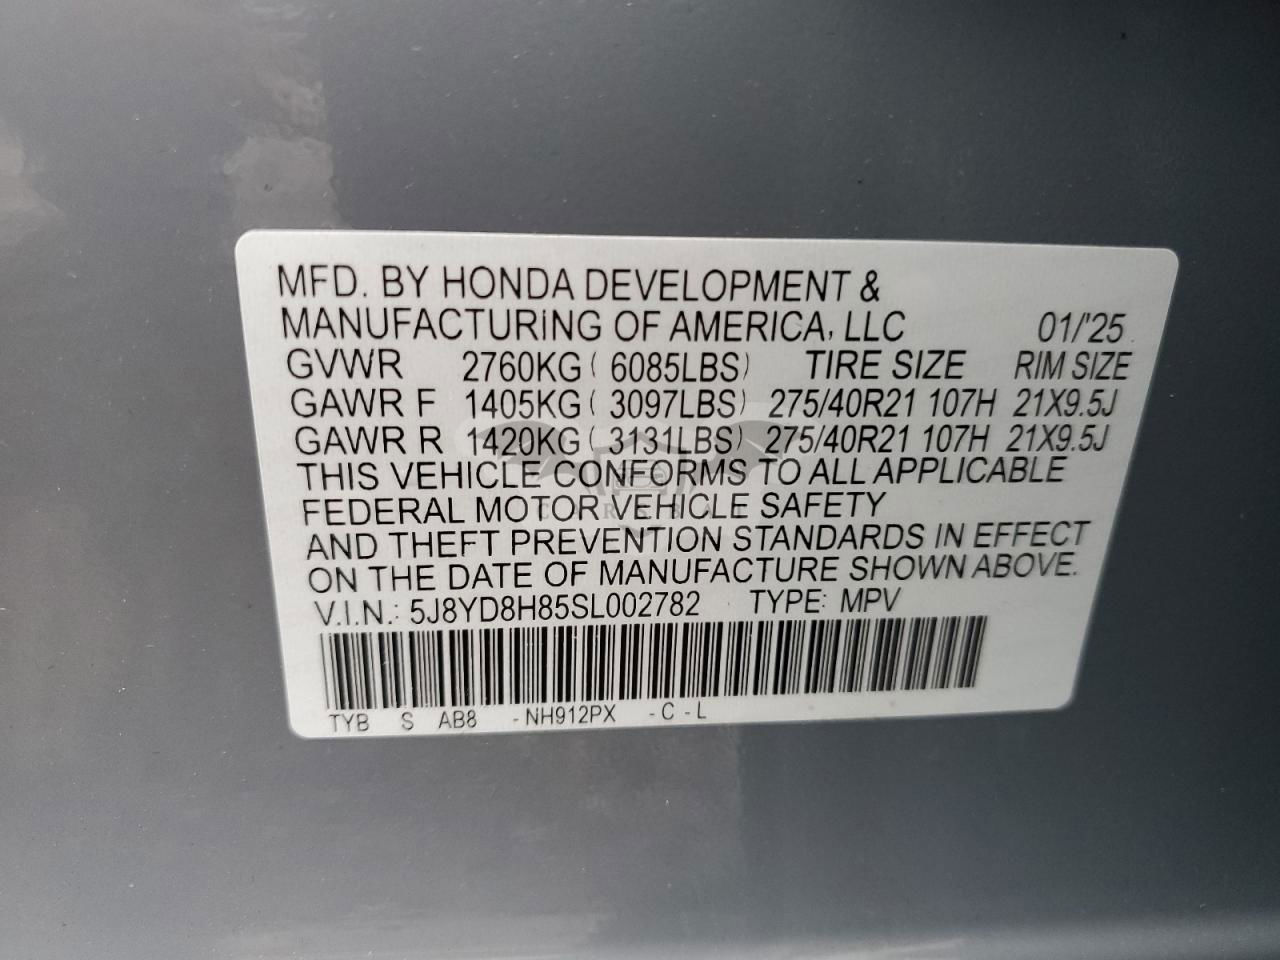 MFD. BY HONDA DEVELOPMENT &
MANUFACTURING OF AMERICA, LLC 01/'25
GVWR 2760KG ( 6085LBS) TIRE SIZE RIM SIZE
GAWR F 1405KG ( 3097LBS) 275/40R21 107H 21X9.5J
GAWR R 1420KG ( 3131LBS) 275/40R21 107H 21X9.5J
THIS VEHICLE CONFORMS TO ALL APPLICABLE
FEDERAL MOTOR VEHICLE SAFETY
AND THEFT PREVENTION STANDARDS IN EFFECT
ON THE DATE OF MANUFACTURE SHOWN ABOVE.
V.I.N.: 5J8YD8H85SL002782 TYPE: MPV
TYB S AB8 -NH912PX -C -L